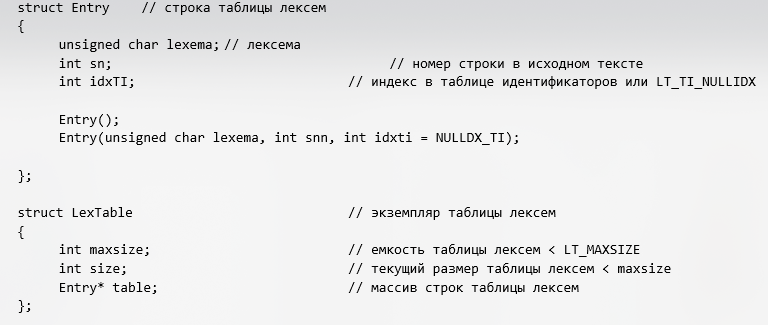 struct Entry // строка таблицы лексем
{
unsigned char lexema; // лексема
int sn; // номер строки в исходном тексте
int idxTI; // индекс в таблице идентификаторов или LT_TI_NULLIDX
Entry();
Entry(unsigned char lexema, int snn, int idxti = NULLDX_TI);
};
struct LexTable // экземпляр таблицы лексем
{
int maxsize; // емкость таблицы лексем < LT_MAXSIZE
int size; // текущий размер таблицы лексем < maxsize
Entry* table; // массив строк таблицы лексем
};